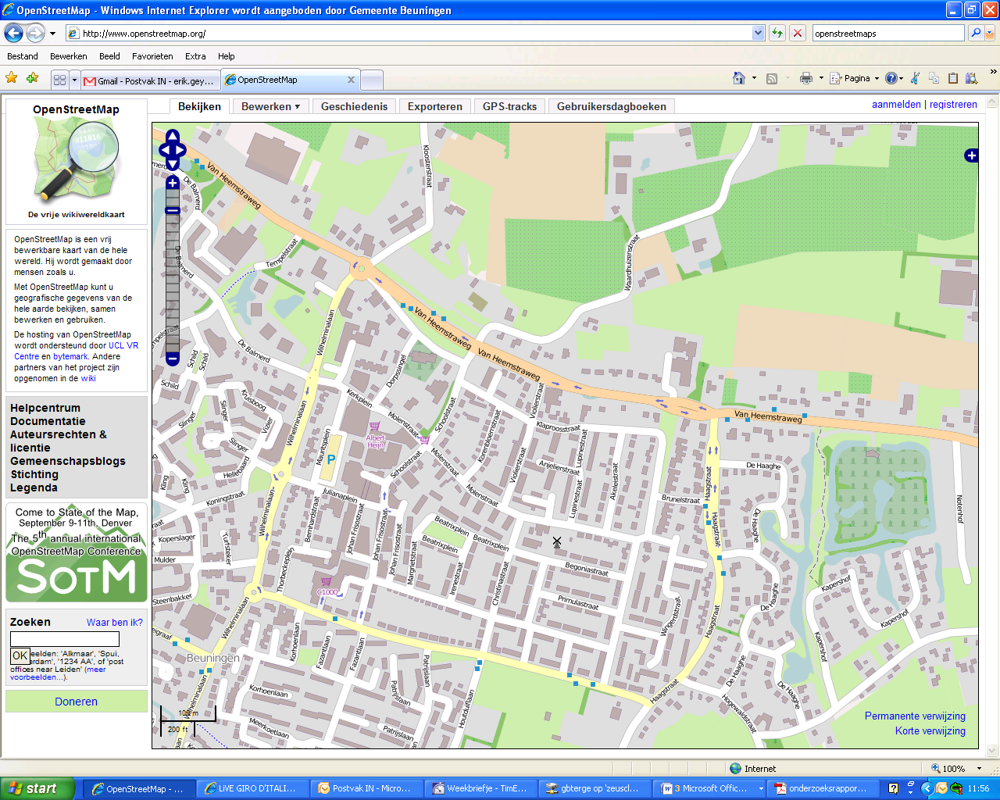 OpenStreetMap - Windows Internet Explorer wordt aangeboden door Gemeente Beuningen
http://www.openstreetmap.org/
openstreetmaps
Bestand Bewerken Beeld Favorieten Extra Help
Gmail - Postvak IN - erik.gey...
OpenStreetMap
Pagina
OpenStreetMap
De vrije wikiwereldkaart
Bekijken Bewerken Geschiedenis Exporteren GPS-tracks Gebruikersdagboeken
aanmelden | registreren
OpenStreetMap is een vrij
bewerkbare kaart van de hele
wereld. Hij wordt gemaakt door
mensen zoals u.
Met OpenStreetMap kunt u
geografische gegevens van de
hele aarde bekijken, samen
bewerken en gebruiken.
De hosting van OpenStreetMap
wordt ondersteund door UCL VR
Centre en bytemark. Andere
partners van het project zijn
opgenomen in de wiki
Helpcentrum
Documentatie
Auteursrechten &
licentie
Gemeenschapsblogs
Stichting
Legenda
Come to State of the Map,
September 9-11th, Denver
The 5th annual international
OpenStreetMap Conference
SOTM
Zoeken
Waar ben ik?
OK
eelden: 'Alkmaar', 'Spui,
erdam', '1234 AA', of 'post
offices near Leiden' (meer
voorbeelden...).
Doneren
Van Heemstraweg
Kloosterstraat
De Balmerd
De Balmerd
Tempelstraat
Waardhuizenstraat
Van Heemstraweg
Van Heemstraweg
Van Heemstraweg
Wilhelminalaan
De Balmerd
Dorpssingel
Kerkplein
Molenstraat
Schoolstraat
Violierstraat
Klaproosstraat
Schild
Schild
Schild
Kruisboog
Slinger
Slinger
Vizier
Slinger
Hellebaard
Kling
Kling
Koningstraat
Wilhelminalaan
Mauritsplein
P
Albert
Heijn
Schoolstraat
Molenstraat
Korenbloemstraat
Violierstraat
Anjelierstraat
Lupinestraat
Lupinestraat
Akeleistraat
Molenstraat
Brunelstraat
Haagstraat
Haagstraat
De Haaghe
De Haaghe
Notenhof
Julianaplein
Bernhardstraat
Johan Frisostraat
Johan Frisostraat
Johan Frisostraat
Wilhelminalaan
Koperslager
Mulder
Tuinsteker
Steenbakker
Thorbeckeplein
C1000
Margrietstraat
Beatrixplein
Beatrixplein
Beatrixplein
Irenestraat
Christinastraat
Begoniastraat
Primulastraat
Wingerdstraat
Haagstraat
De Haaghe
Kapershof
Kapershof
Kapershof
Wilhelminalaan
Beuningen
Korhoenlaan
Fazantlaan
Fazantlaan
Patrijslaan
Patrijslaan
Patrijslaan
Korhoenlaan
Meerkoetlaan
Houtduiflaan
Haagstraat
De Haaghe
De Haaghe
Hogewaldstraat
Wilhelminalaan
100 m
200 ft
Permanente verwijzing
Korte verwijzing
Internet
100%
start
OpenStreetMap - ...
LIVE GIRO D'ITALI...
Postvak IN - Micro...
Weekbriefje - TimE...
gbterge op 'zeuscl...
3 Microsoft Offic...
onderzoeksrappor...
11:56